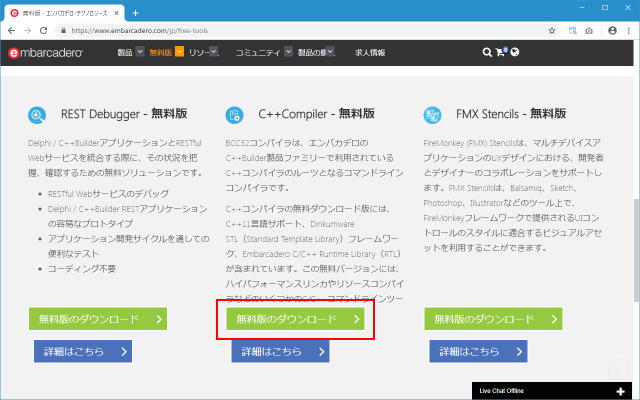 無料版 - エンバカデロ・テクノロジーズ
https://www.embarcadero.com/jp/free-tools
embarcadero
製品 無料版 リソース コミュニティ 製品の購 求人情報
REST Debugger - 無料版
Delphi / C++BuilderアプリケーションとRESTful
Webサービスを統合する際に、その状況を把
握、確認するための無料ソリューションです。
RESTful Webサービスのデバッグ
Delphi / C++Builder RESTアプリケーション
の容易なプロトタイプ
アプリケーション開発サイクルを通しての
便利なテスト
コーディング不要
無料版のダウンロード
詳細はこちら
C++Compiler - 無料版
BCC32コンパイラは、エンバカデロの
C++Builder製品ファミリーで利用されている
C++コンパイラのルーツとなるコマンドライン
コンパイラです。
C++コンパイラの無料ダウンロード版には、
C++11言語サポート、Dinkumware
STL（Standard Template Library）フレームワー
ク、Embarcadero C/C++ Runtime Library（RTL）
が含まれています。この無料バージョンには、
ハイパフォーマンスリンカやリソースコンパイ
ラなどのいくつかのC/C++コマンドラインツー
無料版のダウンロード
詳細はこちら
FMX Stencils - 無料版
FireMonkey (FMX) Stencilsは、マルチデバイスア
プリケーションのUXデザインにおける、開発者
とデザイナーのコラボレーションをサポートしま
す。FMX Stencilsは、Balsamiq、Sketch、
Photoshop、Illustratorなどのツール上で、
FireMonkeyフレームワークで提供されるUIコント
ロールのスタイルに適合するビジュアルアセ
ットを利用することができます。
無料版のダウンロード
詳細はこちら
Live Chat Offline